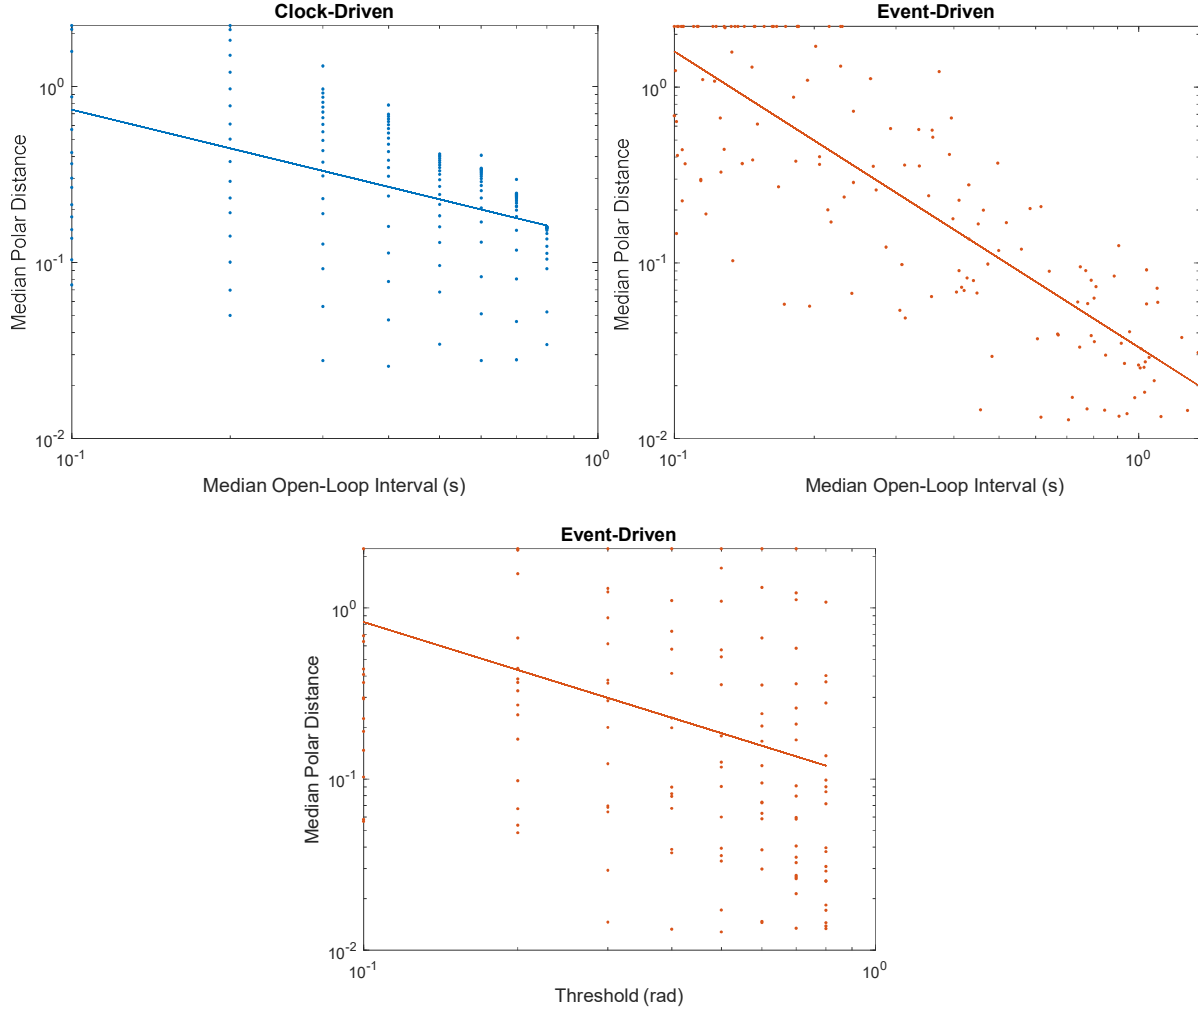 Clock-Driven
Median Polar Distance
10^0
10^-1
10^-2
10^-1
10^0
Median Open-Loop Interval (s)
Event-Driven
Median Polar Distance
10^0
10^-1
10^-2
10^-1
10^0
Median Open-Loop Interval (s)
Event-Driven
Median Polar Distance
10^0
10^-1
10^-2
10^-1
10^0
Threshold (rad)